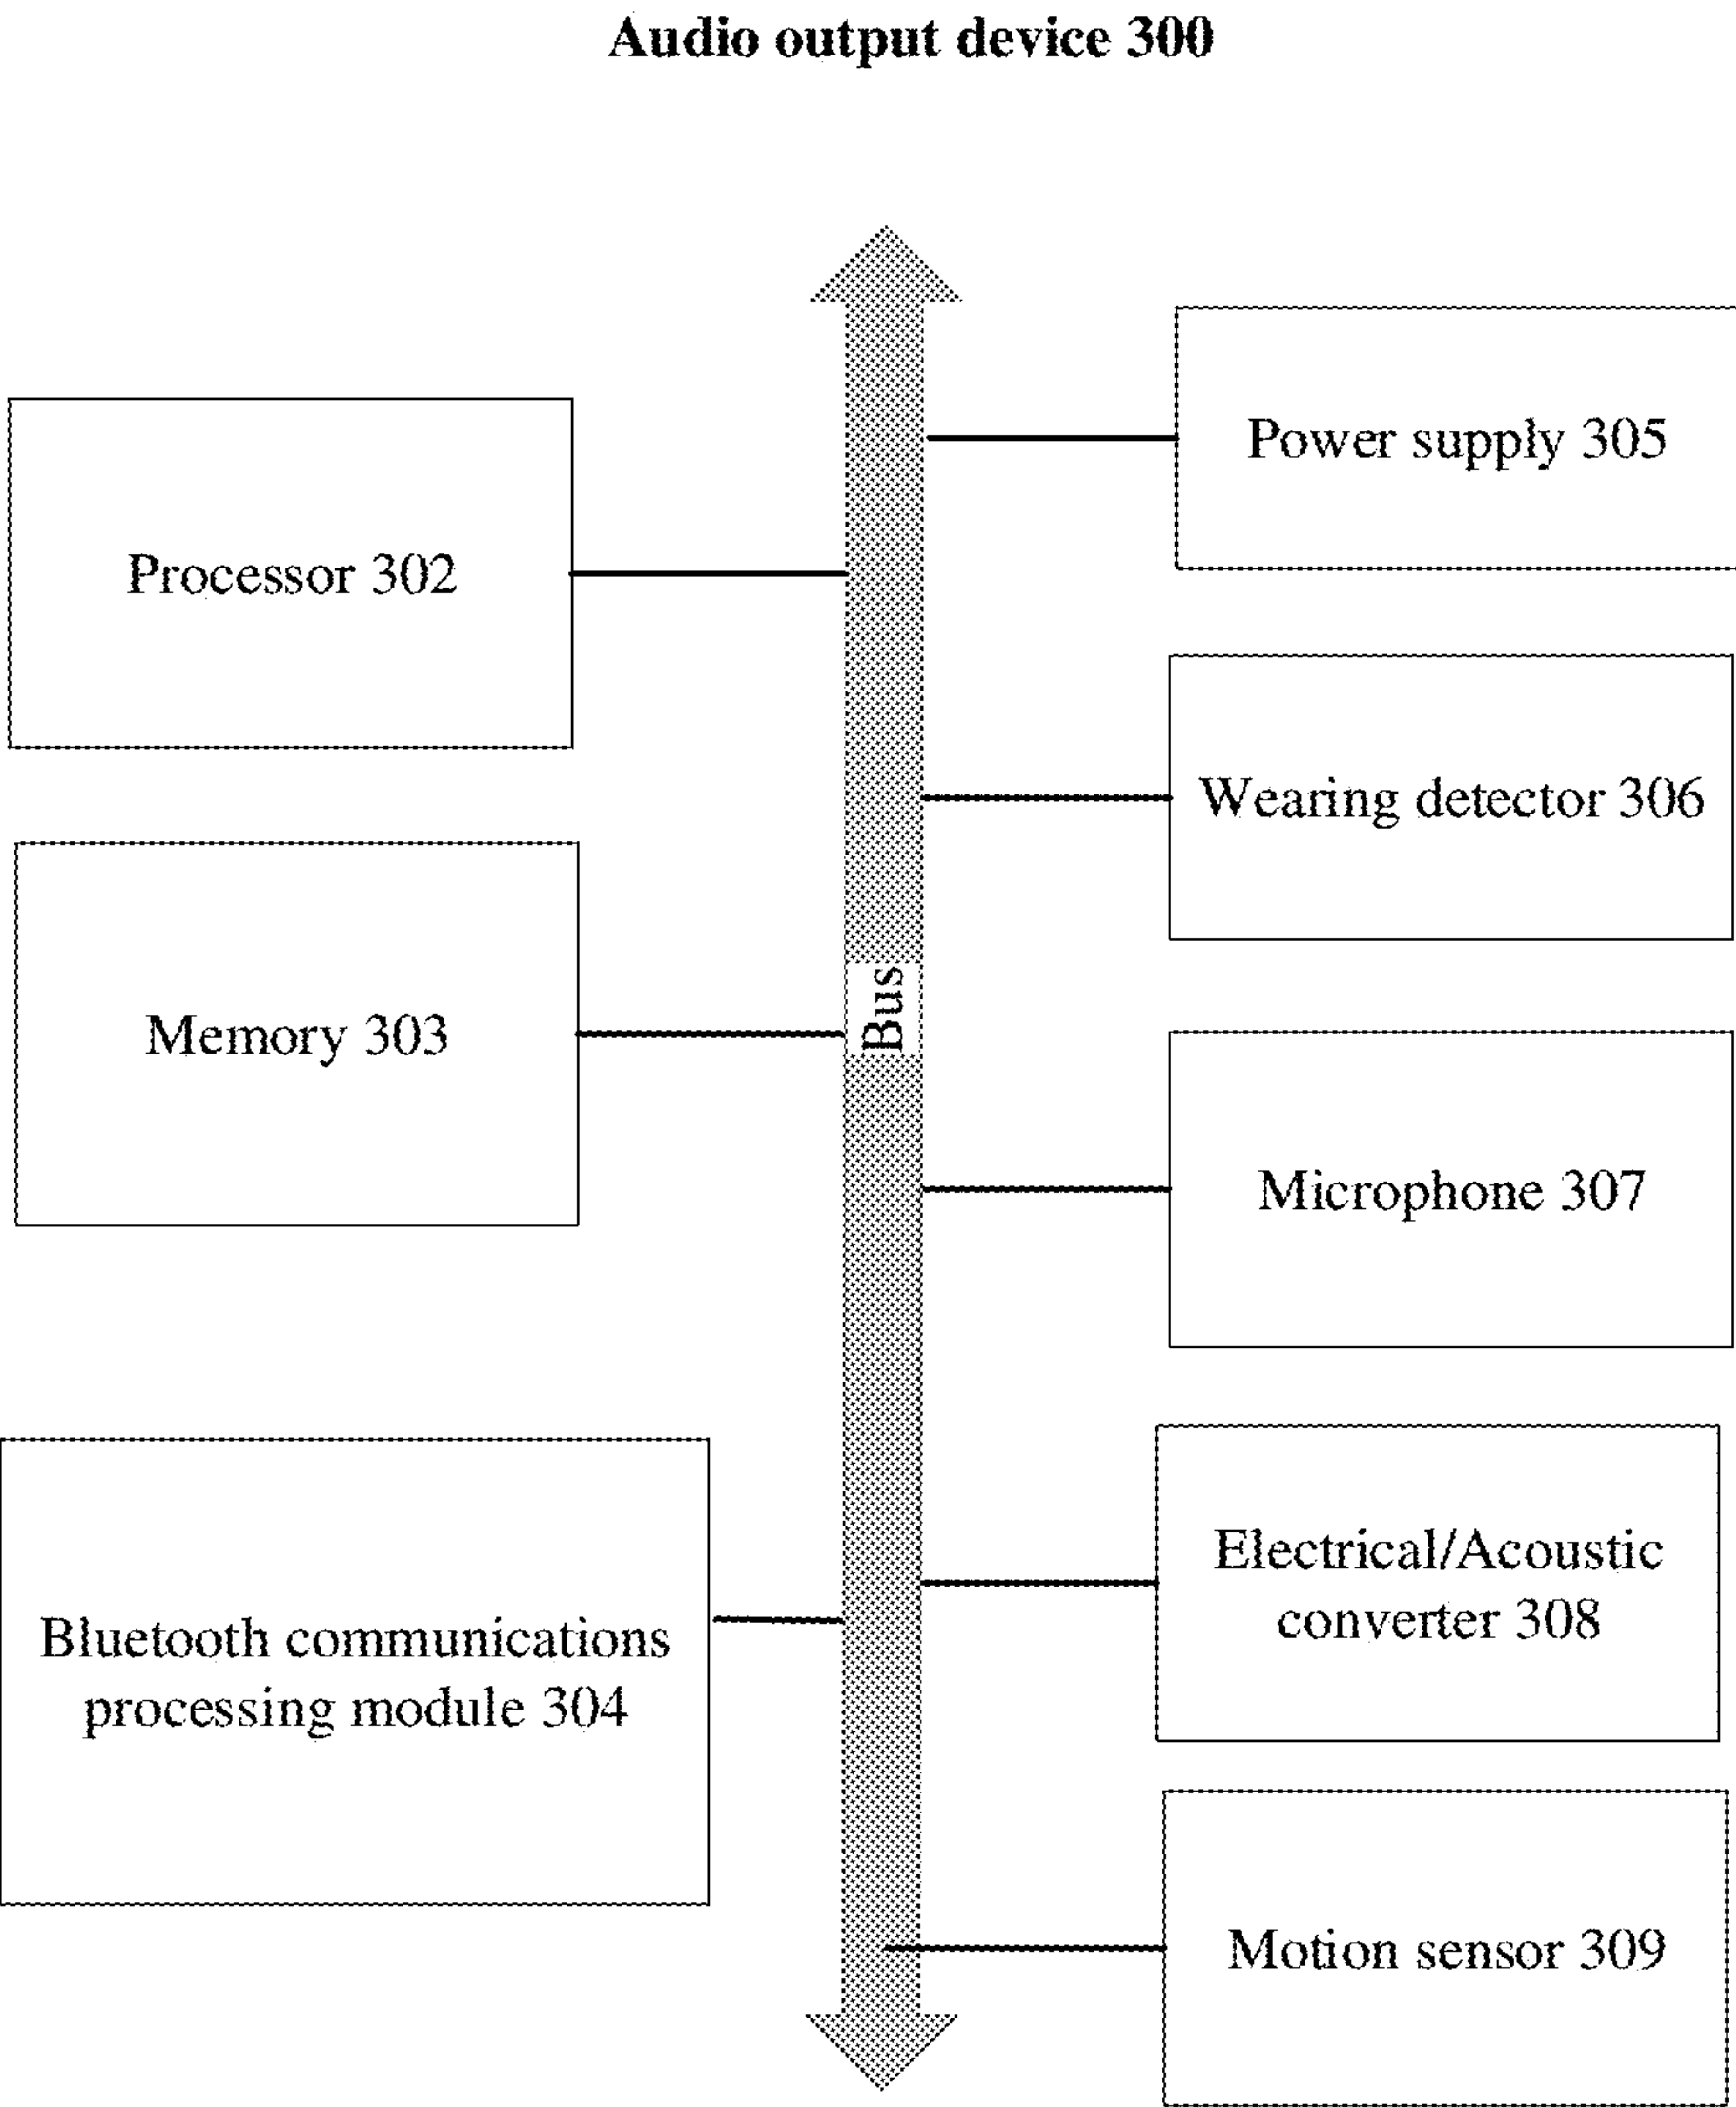 Audio output device 300
Processor 302
Memory 303
Bluetooth communications
processing module 304
Bus
Power supply 305
Wearing detector 306
Microphone 307
Electrical/Acoustic
converter 308
Motion sensor 309